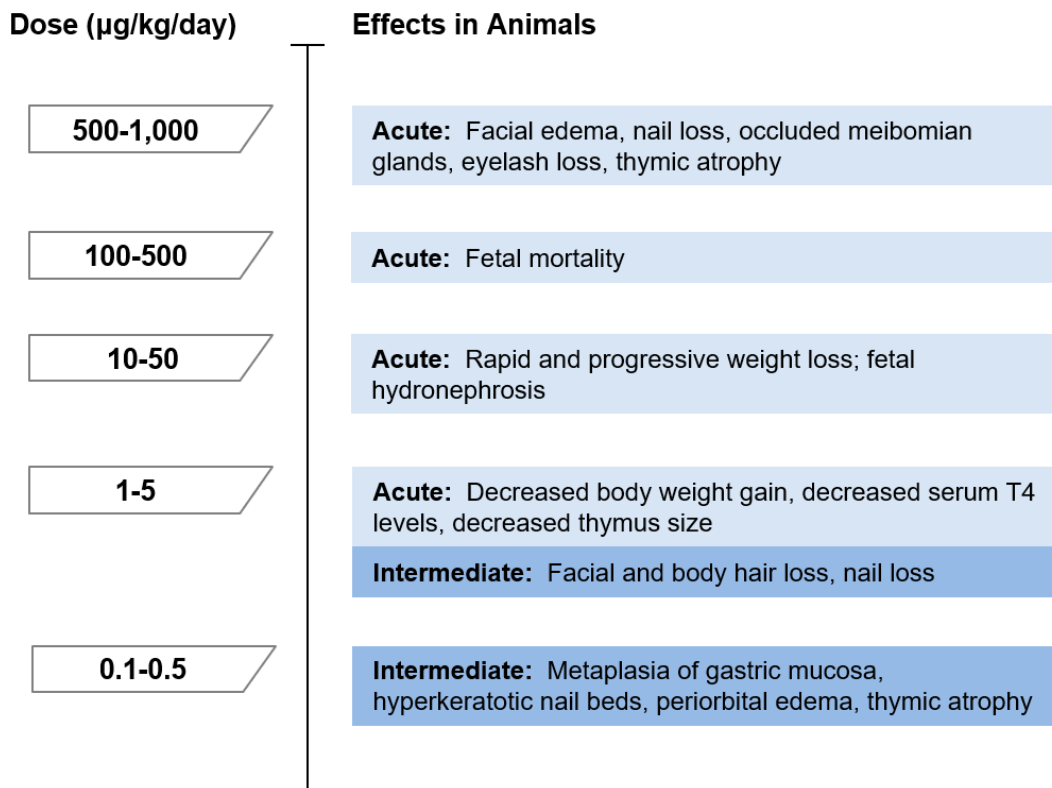 Dose (µg/kg/day)
Effects in Animals
500-1,000
Acute: Facial edema, nail loss, occluded meibomian
glands, eyelash loss, thymic atrophy
100-500
Acute: Fetal mortality
10-50
Acute: Rapid and progressive weight loss; fetal
hydronephrosis
1-5
Acute: Decreased body weight gain, decreased serum T4
levels, decreased thymus size
Intermediate: Facial and body hair loss, nail loss
0.1-0.5
Intermediate: Metaplasia of gastric mucosa,
hyperkeratotic nail beds, periorbital edema, thymic atrophy